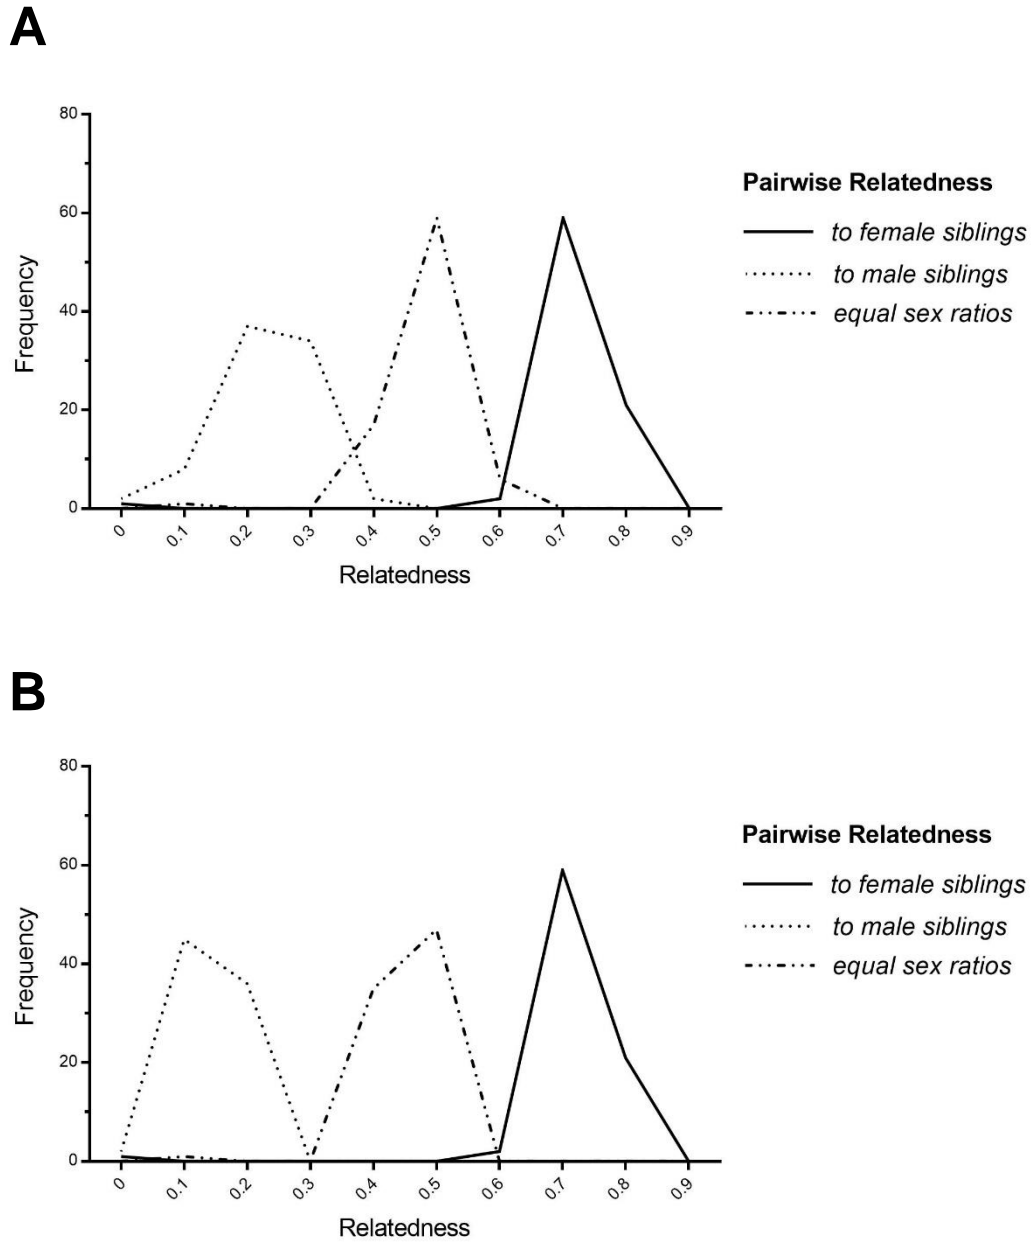 A
80
60
40
20
0
Frequency
0
0.1
0.2
0.3
0.4
0.5
0.6
0.7
0.8
0.9
Relatedness
Pairwise Relatedness
to female siblings
to male siblings
equal sex ratios
B
80
60
40
20
0
Frequency
0
0.1
0.2
0.3
0.4
0.5
0.6
0.7
0.8
0.9
Relatedness
Pairwise Relatedness
to female siblings
to male siblings
equal sex ratios